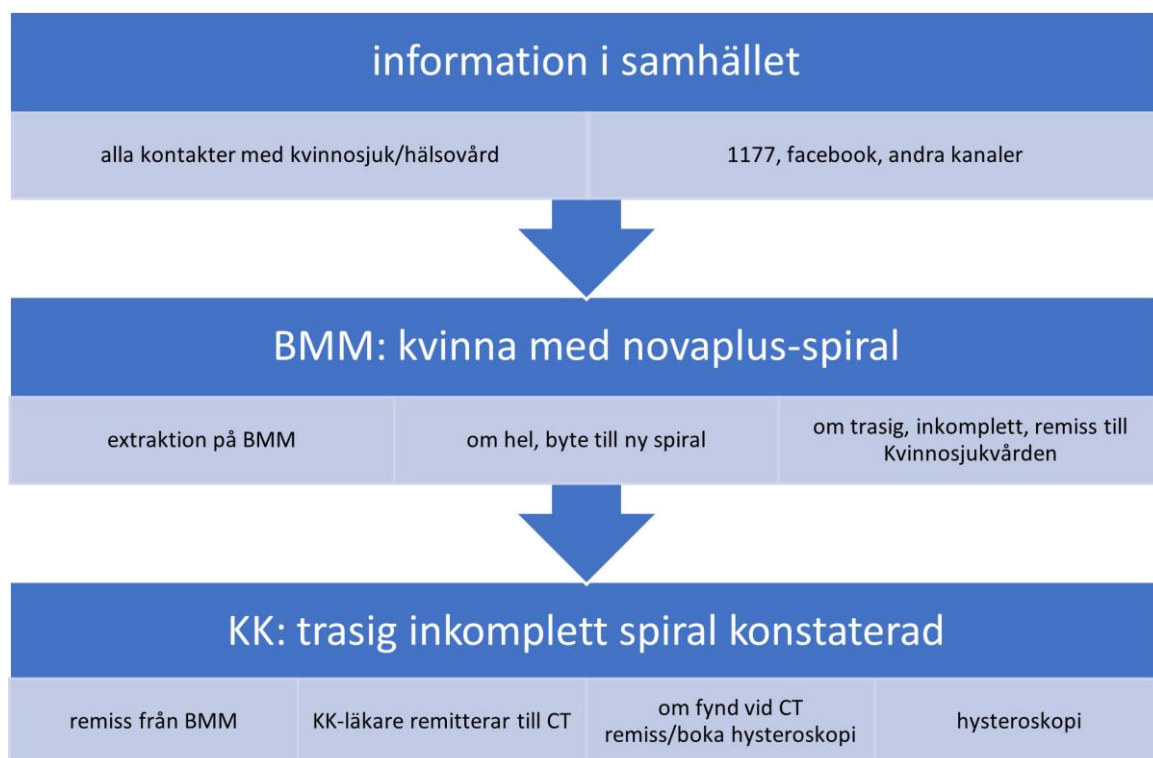 information i samhället
alla kontakter med kvinnosjuk/hälsovård
1177, facebook, andra kanaler
BMM: kvinna med novaplus-spiral
extraktion på BMM
om hel, byte till ny spiral
om trasig, inkomplett, remiss till
Kvinnosjukvården
KK: trasig inkomplett spiral konstaterad
remiss från BMM
KK-läkare remitterar till CT
om fynd vid CT
remiss/boka hysteroskopi
hysteroskopi